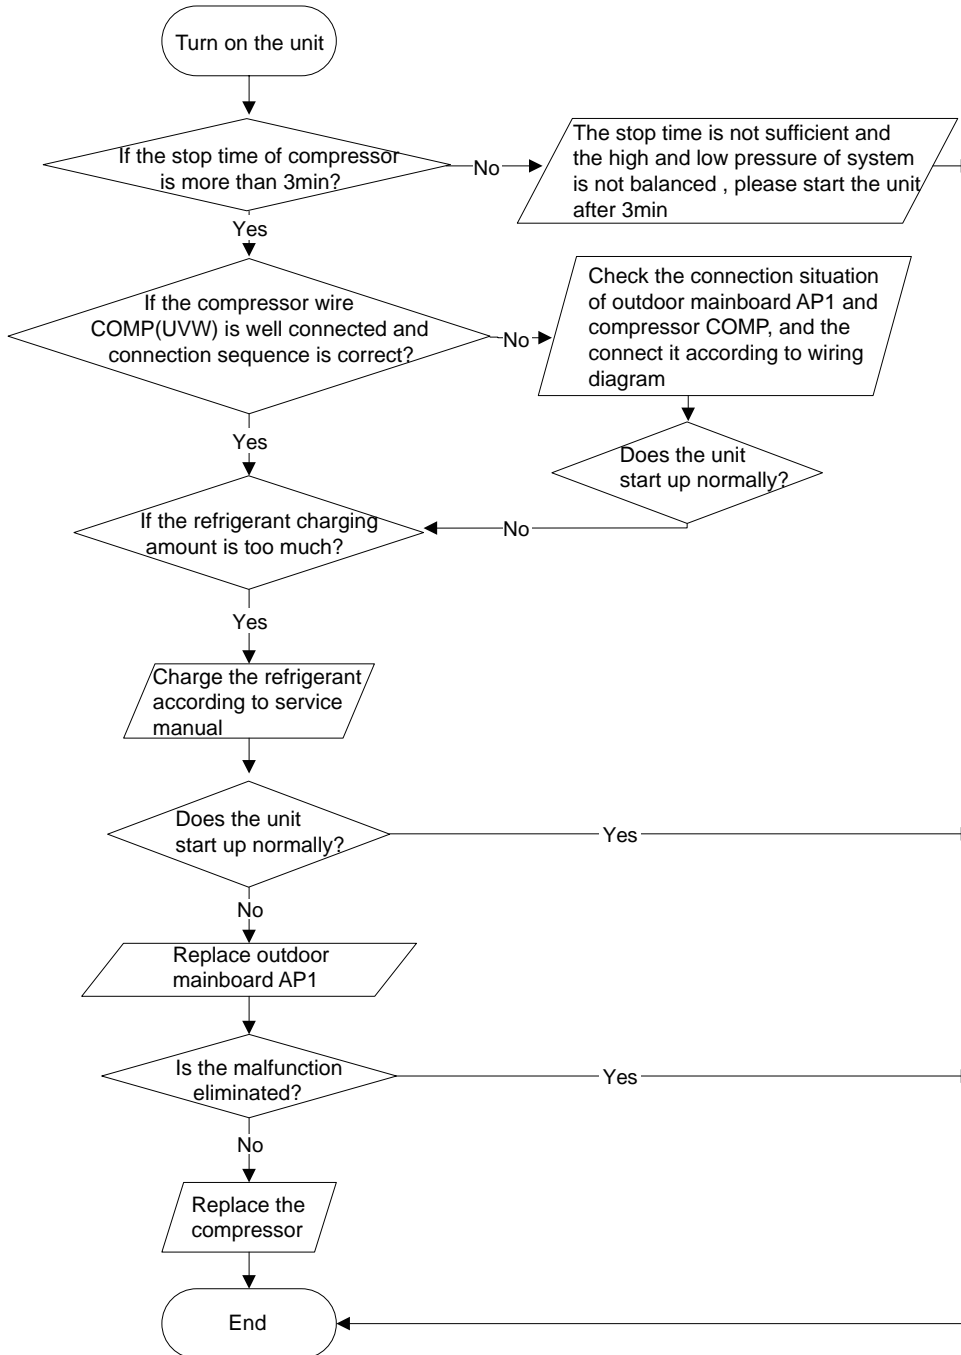 Turn on the unit
If the stop time of compressor
is more than 3min?
No
The stop time is not sufficient and
the high and low pressure of system
is not balanced , please start the unit
after 3min
Yes
If the compressor wire
COMP(UVW) is well connected and
connection sequence is correct?
No
Check the connection situation
of outdoor mainboard AP1 and
compressor COMP, and the
connect it according to wiring
diagram
Yes
Does the unit
start up normally?
If the refrigerant charging
amount is too much?
No
Yes
Charge the refrigerant
according to service
manual
Does the unit
start up normally?
Yes
No
Replace outdoor
mainboard AP1
Is the malfunction
eliminated?
Yes
No
Replace the
compressor
End